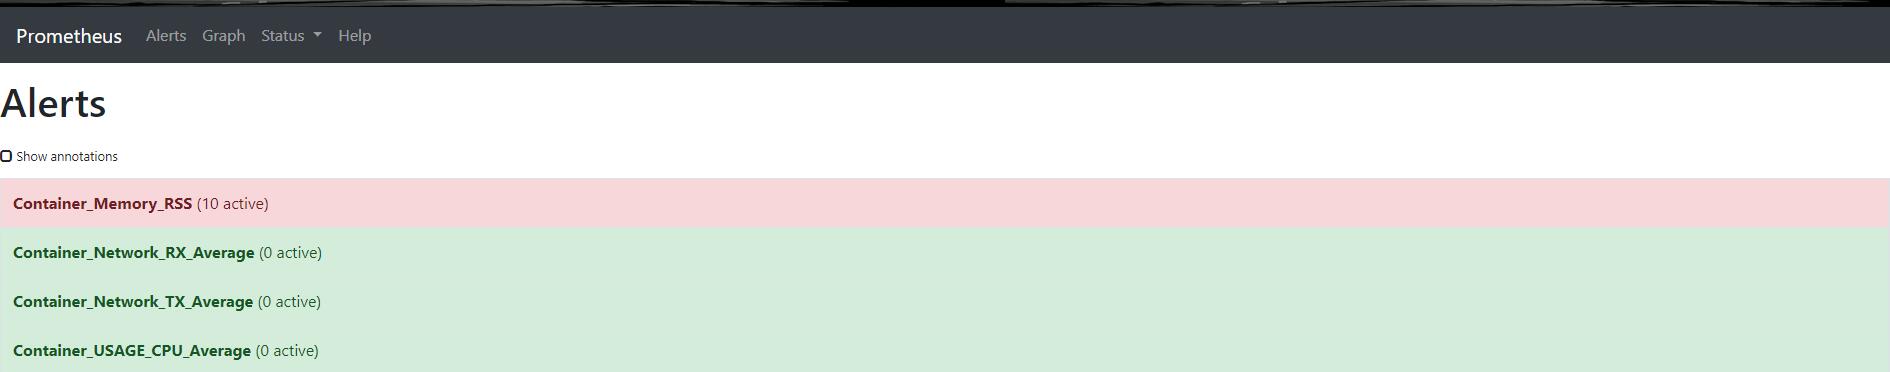 Prometheus Alerts Graph Status Help
Alerts
Show annotations
Container_Memory_RSS (10 active)
Container_Network_RX_Average (0 active)
Container_Network_TX_Average (0 active)
Container_USAGE_CPU_Average (0 active)